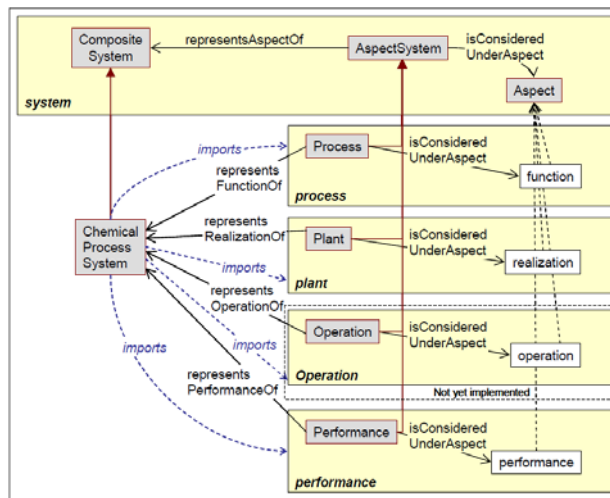 Composite
System
representsAspectOf
AspectSystem
isConsidered
UnderAspect
Aspect
system
imports
Process
isConsidered
UnderAspect
function
process
represents
FunctionOf
represents
RealizationOf
Chemical
Process
System
Plant
isConsidered
UnderAspect
realization
plant
imports
represents
OperationOf
imports
imports
Operation
isConsidered
UnderAspect
operation
Operation
Not yet implemented
represents
PerformanceOf
Performance
isConsidered
UnderAspect
performance
performance